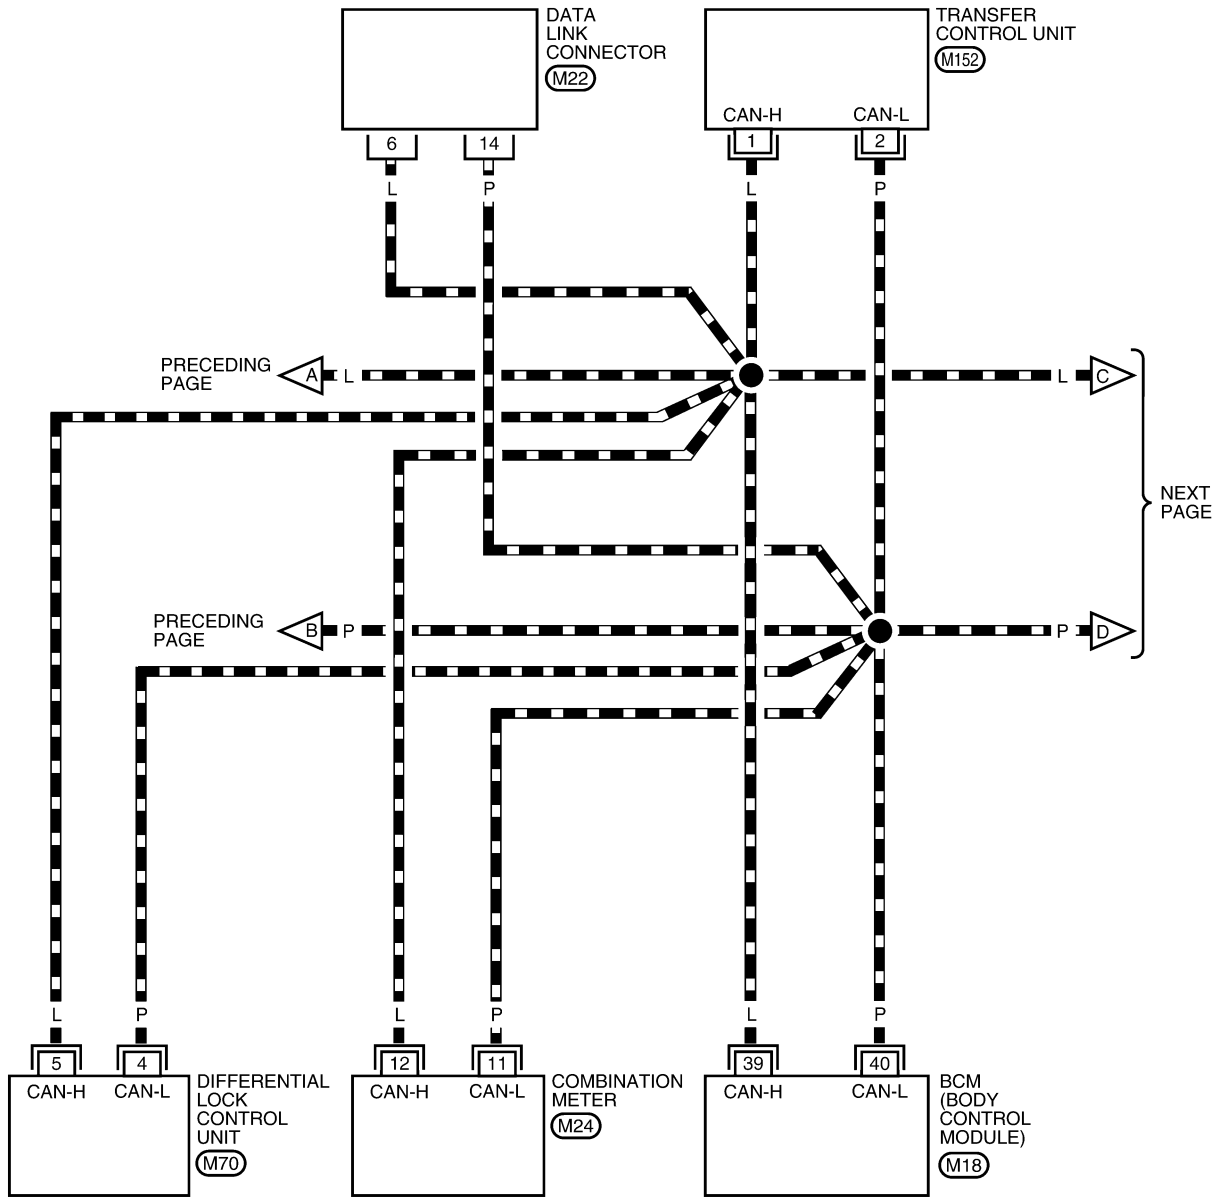 DATA
LINK
CONNECTOR
M22
TRANSFER
CONTROL UNIT
M152
CAN-H
CAN-L
6
14
1
2
L
P
L
P
PRECEDING
PAGE
A
L
L
C
NEXT
PAGE
PRECEDING
PAGE
B
P
P
D
L
P
L
P
L
P
5
4
12
11
39
40
CAN-H
CAN-L
DIFFERENTIAL
LOCK
CONTROL
UNIT
M70
CAN-H
CAN-L
COMBINATION
METER
M24
CAN-H
CAN-L
BCM
(BODY
CONTROL
MODULE)
M18